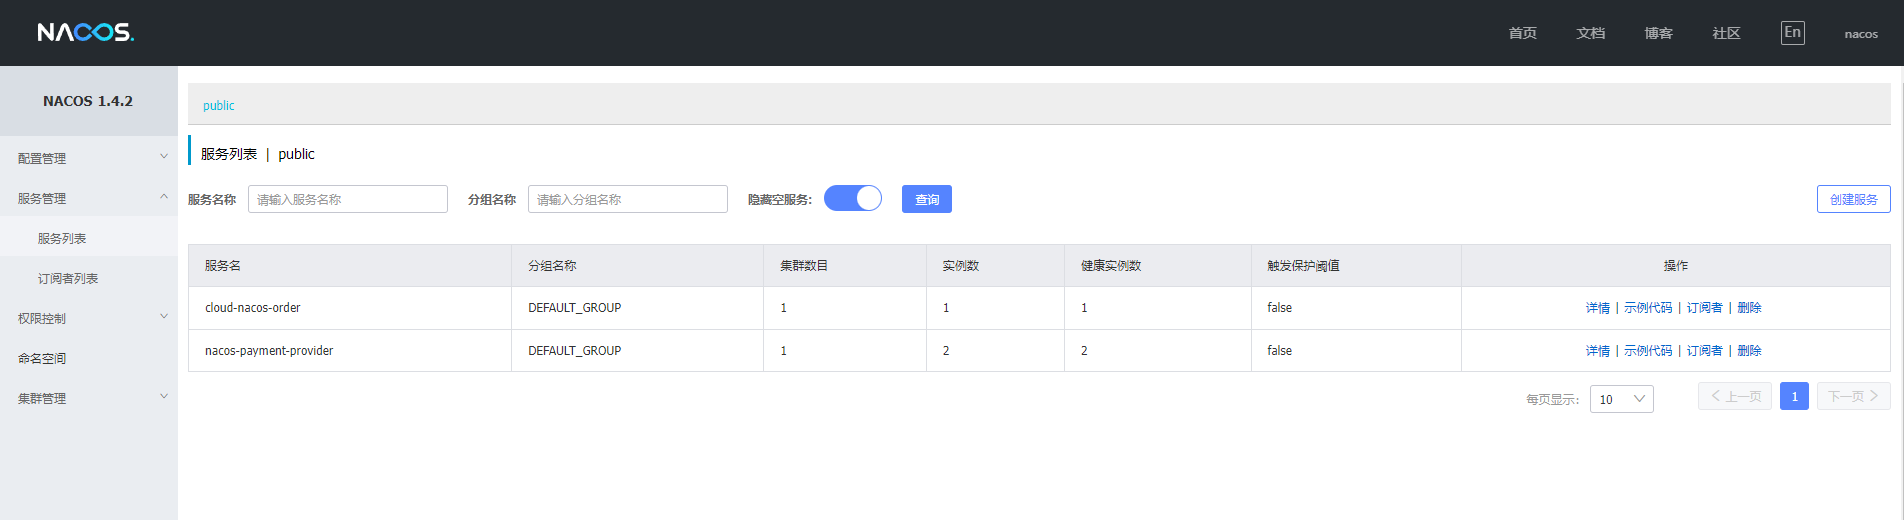 NACOS.
首页 文档 博客 社区 En nacos
NACOS 1.4.2
配置管理
服务管理
服务列表
订阅者列表
权限控制
命名空间
集群管理
public
服务列表 | public
服务名称 请输入服务名称 分组名称 请输入分组名称 隐藏空服务: 查询 创建服务
服务名 分组名称 集群数目 实例数 健康实例数 触发保护阈值 操作
cloud-nacos-order DEFAULT_GROUP 1 1 1 false 详情 | 示例代码 | 订阅者 | 删除
nacos-payment-provider DEFAULT_GROUP 1 2 2 false 详情 | 示例代码 | 订阅者 | 删除
每页显示: 10 上一页 1 下一页